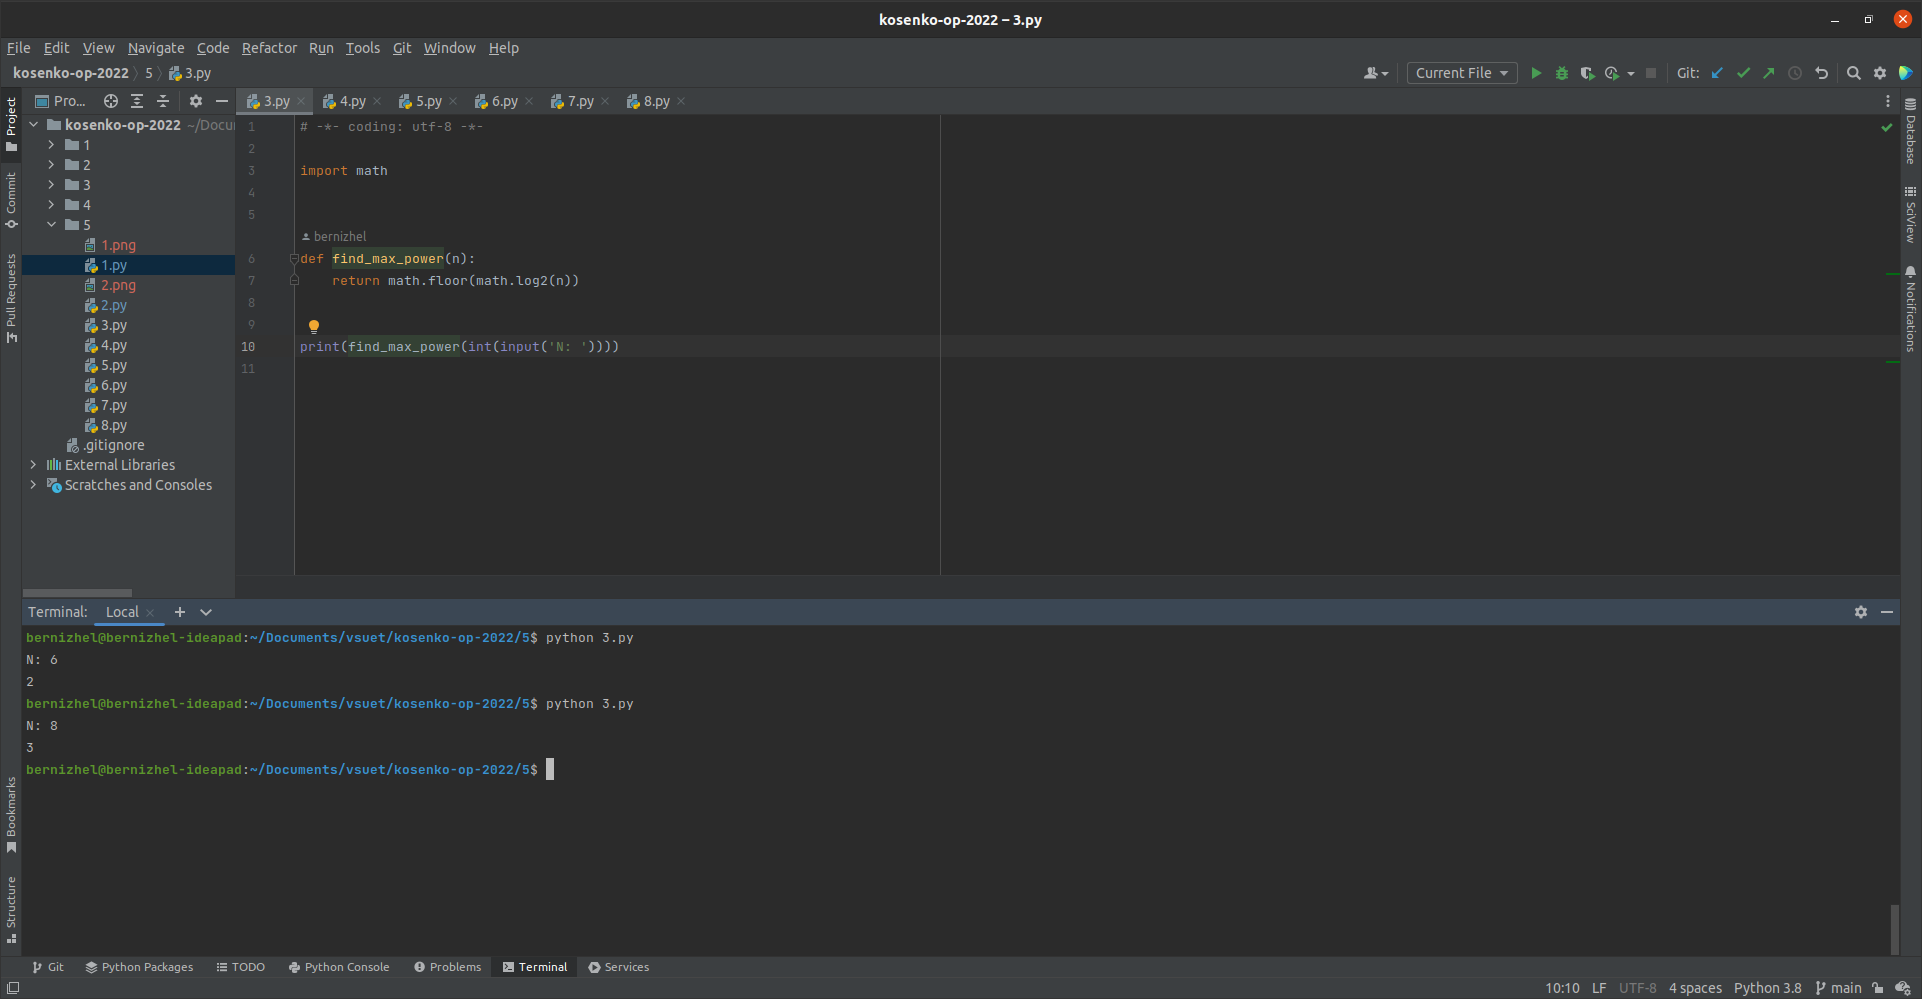 kosenko-op-2022 – 3.py
File Edit View Navigate Code Refactor Run Tools Git Window Help
kosenko-op-2022 5 3.py
Current File
Git:
Project
Commit
Pull Requests
Bookmarks
Structure
Pro...
kosenko-op-2022 ~/Docu
1
2
3
4
5
1.png
1.py
2.png
2.py
3.py
4.py
5.py
6.py
7.py
8.py
.gitignore
External Libraries
Scratches and Consoles
3.py 4.py 5.py 6.py 7.py 8.py
1 # -*- coding: utf-8 -*-
2
3 import math
4
5
bernizhel
6 def find_max_power(n):
7 return math.floor(math.log2(n))
8
9
10 print(find_max_power(int(input('N: '))))
11
Database
SciView
Notifications
Terminal: Local
bernizhel@bernizhel-ideapad:~/Documents/vsuet/kosenko-op-2022/5$ python 3.py
N: 6
2
bernizhel@bernizhel-ideapad:~/Documents/vsuet/kosenko-op-2022/5$ python 3.py
N: 8
3
bernizhel@bernizhel-ideapad:~/Documents/vsuet/kosenko-op-2022/5$
Git Python Packages TODO Python Console Problems Terminal Services
10:10 LF UTF-8 4 spaces Python 3.8 main